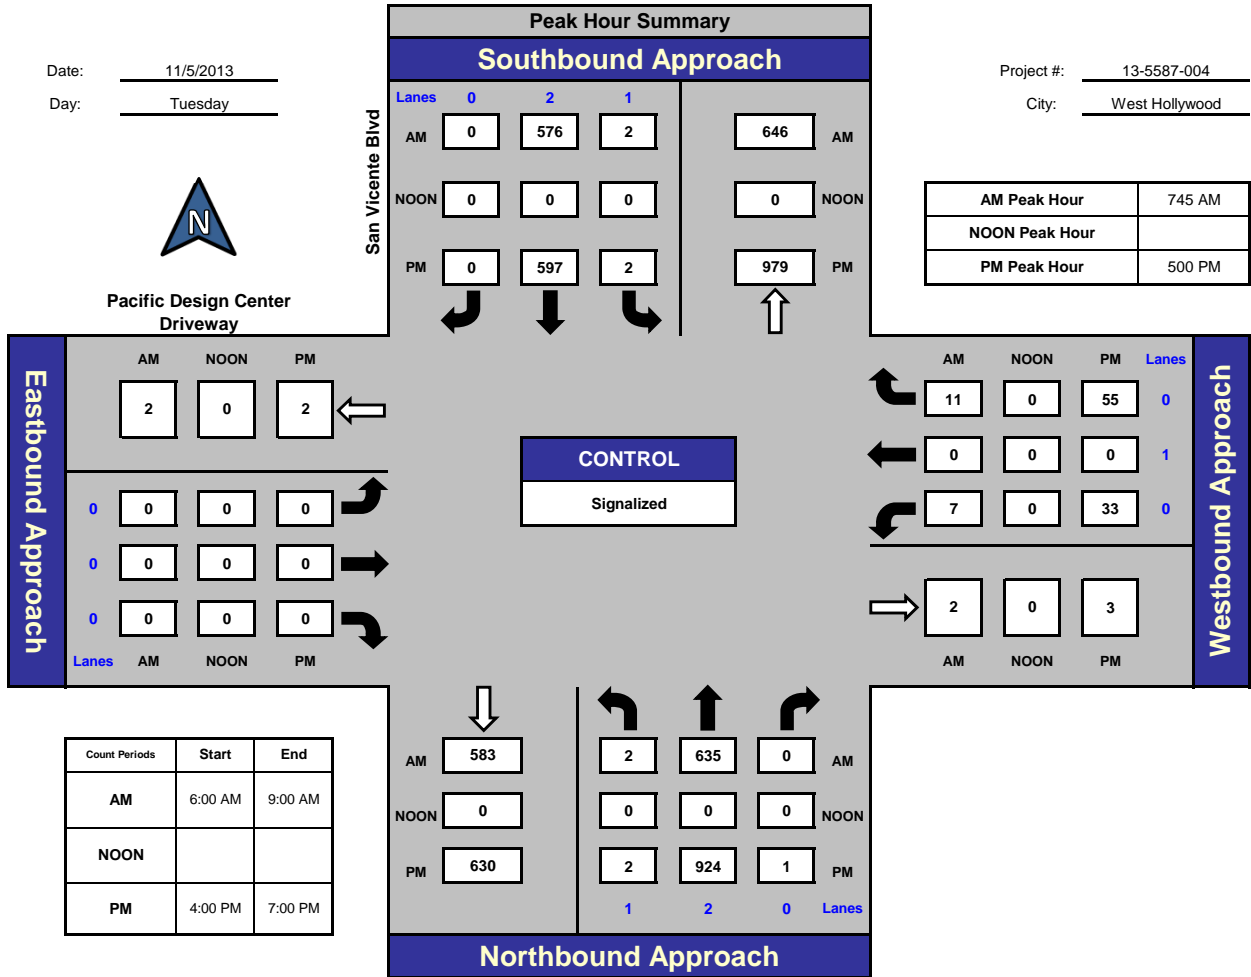 Peak Hour Summary
Southbound Approach
Date: 11/5/2013
Day: Tuesday
Project #: 13-5587-004
City: West Hollywood
San Vicente Blvd
Lanes 0 2 1
AM 0 576 2 646 AM
NOON 0 0 0 0 NOON
PM 0 597 2 979 PM
N
AM Peak Hour 745 AM
NOON Peak Hour
PM Peak Hour 500 PM
Pacific Design Center
Driveway
Eastbound Approach
AM NOON PM
2 0 2
0 0 0 0
0 0 0 0
0 0 0 0
Lanes AM NOON PM
CONTROL
Signalized
AM NOON PM Lanes
11 0 55 0
0 0 0 1
7 0 33 0
2 0 3
AM NOON PM
Westbound Approach
Count Periods Start End
AM 6:00 AM 9:00 AM
NOON
PM 4:00 PM 7:00 PM
AM 583 2 635 0 AM
NOON 0 0 0 0 NOON
PM 630 2 924 1 PM
1 2 0 Lanes
Northbound Approach